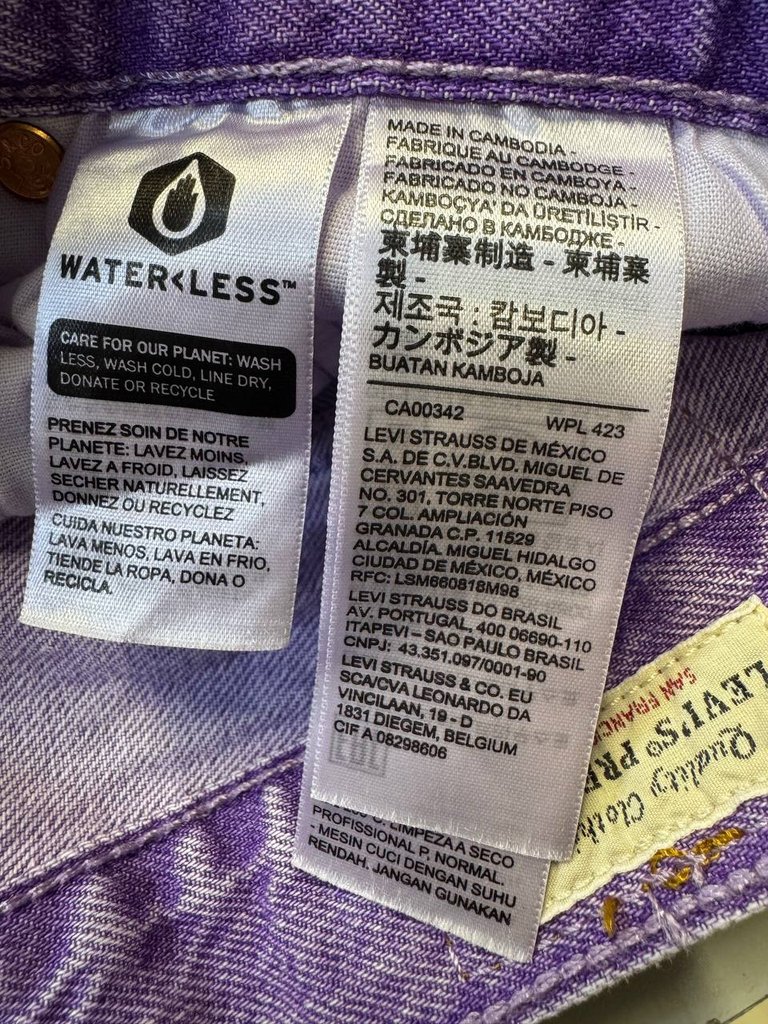 WATER<LESS™
CARE FOR OUR PLANET: WASH
LESS, WASH COLD, LINE DRY,
DONATE OR RECYCLE
PRENEZ SOIN DE NOTRE
PLANETE: LAVEZ MOINS,
LAVEZ A FROID, LAISSEZ
SECHER NATURELLEMENT,
DONNEZ OU RECYCLEZ
CUIDA NUESTRO PLANETA:
LAVA MENOS, LAVA EN FRIO,
TIENDE LA ROPA, DONA O
RECICLA.
MADE IN CAMBODIA -
FABRIQUE AU CAMBODGE -
FABRICADO EN CAMBOYA -
FABRICADO NO CAMBOJA -
KAMBOÇYA' DA ÜRETILIŞTIR -
СДЕЛАНО В КАМБОДЖЕ -
柬埔寨制造 - 柬埔寨
製 -
제조국 : 캄보디아 -
カンボジア製 -
BUATAN KAMBOJA
CA00342 WPL 423
LEVI STRAUSS DE MÉXICO
S.A. DE C.V.BLVD. MIGUEL DE
CERVANTES SAAVEDRA
NO. 301. TORRE NORTE PISO
7 COL. AMPLIACIÓN
GRANADA C.P. 11529
ALCALDÍA. MIGUEL HIDALGO
CIUDAD DE MÉXICO, MÉXICO
RFC: LSM660818M98
LEVI STRAUSS DO BRASIL
AV. PORTUGAL, 400 06690-110
ITAPEVI – SAO PAULO BRASIL
CNPJ: 43.351.097/0001-90
LEVI STRAUSS & CO. EU
SCA/CVA LEONARDO DA
VINCILAAN, 19 - D
1831 DIEGEM, BELGIUM
CIF A 08298606
LIMPEZA A SECO
PROFISSIONAL P, NORMAL.
- MESIN CUCI DENGAN SUHU
RENDAH, JANGAN GUNAKAN
SAN FRANC
LEVI'S® PRE
Quality Clothi